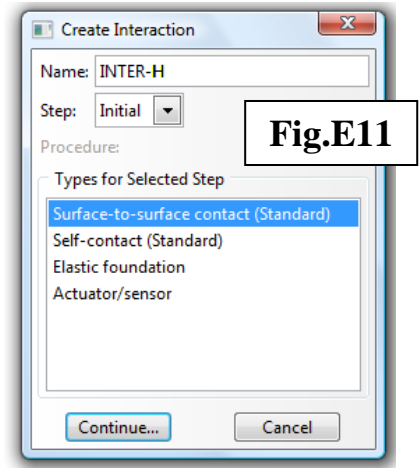 Create Interaction
Name: INTER-H
Step: Initial
Fig.E11
Procedure:
Types for Selected Step
Surface-to-surface contact (Standard)
Self-contact (Standard)
Elastic foundation
Actuator/sensor
Continue... Cancel